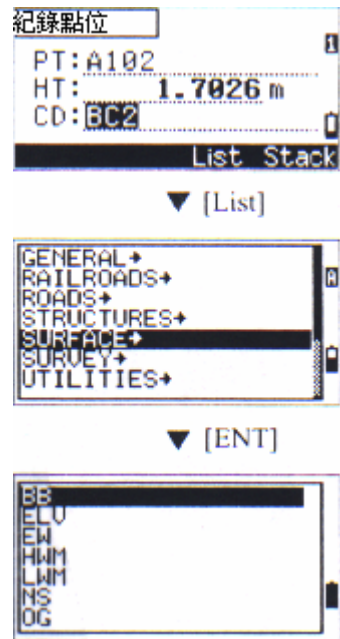 紀錄點位
1
PT:A102
HT: 1.7026 m
CD:BC2
List Stack
▼ [List]
GENERAL→
RAILROADS→
A
ROADS→
STRUCTURES→
SURFACE→
SURVEY→
UTILITIES→
▼ [ENT]
BB
ELV
EW
HWM
LWM
NS
OG